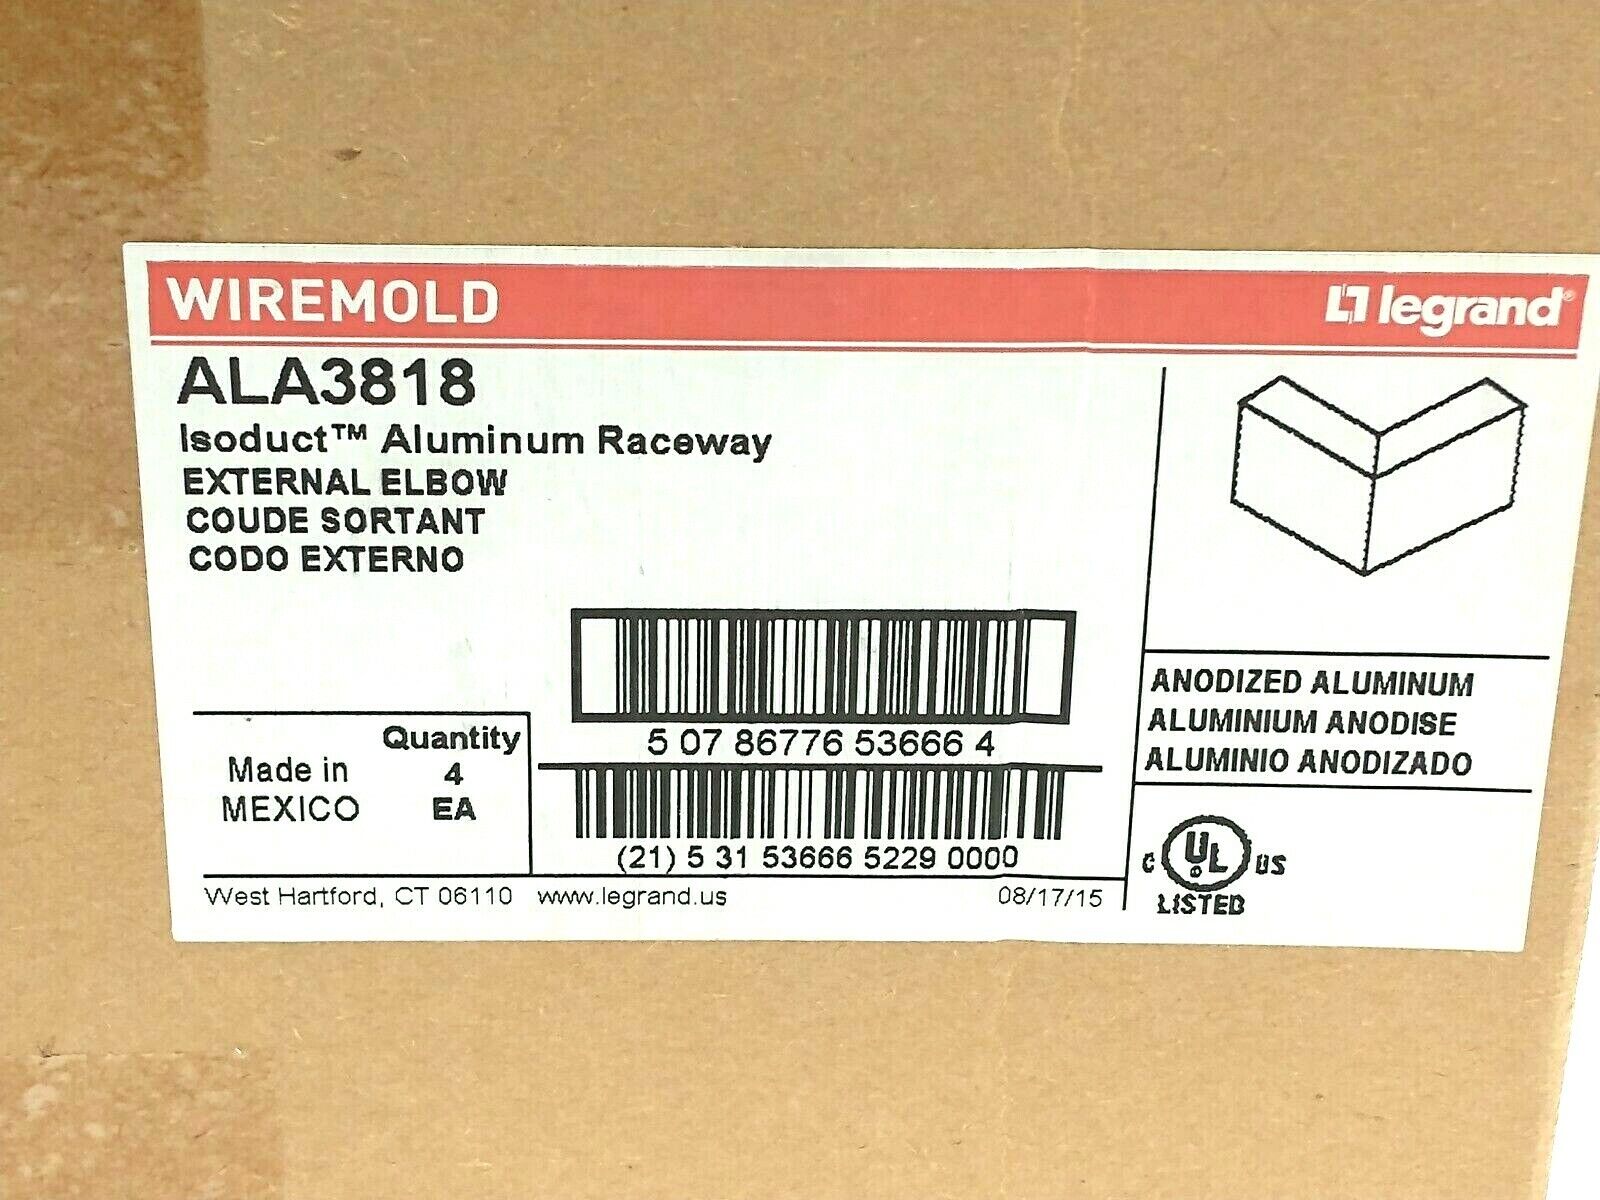 WIREMOLD
legrand®
ALA3818
Isoduct™ Aluminum Raceway
EXTERNAL ELBOW
COUDE SORTANT
CODO EXTERNO
5 07 86776 53666 4
Quantity
4
EA
Made in
MEXICO
(21) 5 31 53666 5229 0000
West Hartford, CT 06110 www.legrand.us 08/17/15
ANODIZED ALUMINUM
ALUMINIUM ANODISE
ALUMINIO ANODIZADO
C UL US
LISTED